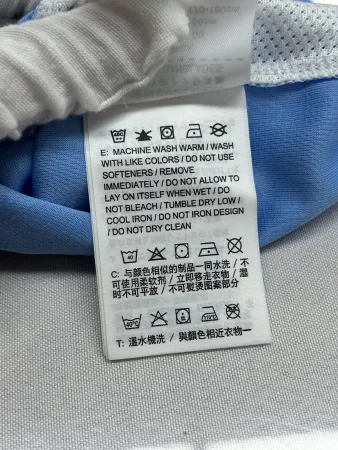 E: MACHINE WASH WARM / WASH
WITH LIKE COLORS / DO NOT USE
SOFTENERS / REMOVE
IMMEDIATELY / DO NOT ALLOW TO
LAY ON ITSELF WHEN WET / DO
NOT BLEACH / TUMBLE DRY LOW /
COOL IRON / DO NOT IRON DESIGN
/ DO NOT DRY CLEAN
40
C: 与颜色相似的制品一同水洗 / 不
可使用柔软剂 / 立即移走衣物 / 湿
时不可平放 / 不可熨烫图案部分
40°C 110°C
T: 溫水機洗 / 與顏色相近衣物一